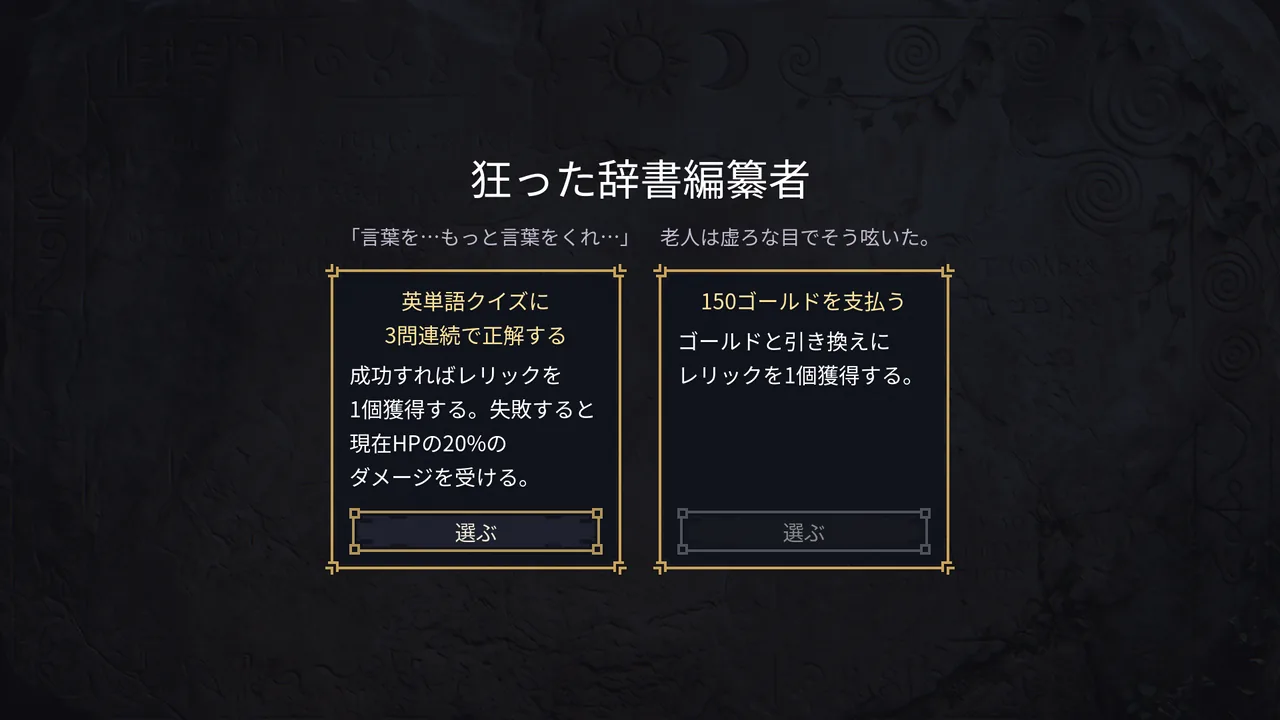 狂った辞書編纂者
「言葉を…もっと言葉をくれ…」　老人は虚ろな目でそう呟いた。
英単語クイズに
3問連続で正解する
成功すればレリックを
1個獲得する。失敗すると
現在HPの20%の
ダメージを受ける。
選ぶ
150ゴールドを支払う
ゴールドと引き換えに
レリックを1個獲得する。
選ぶ